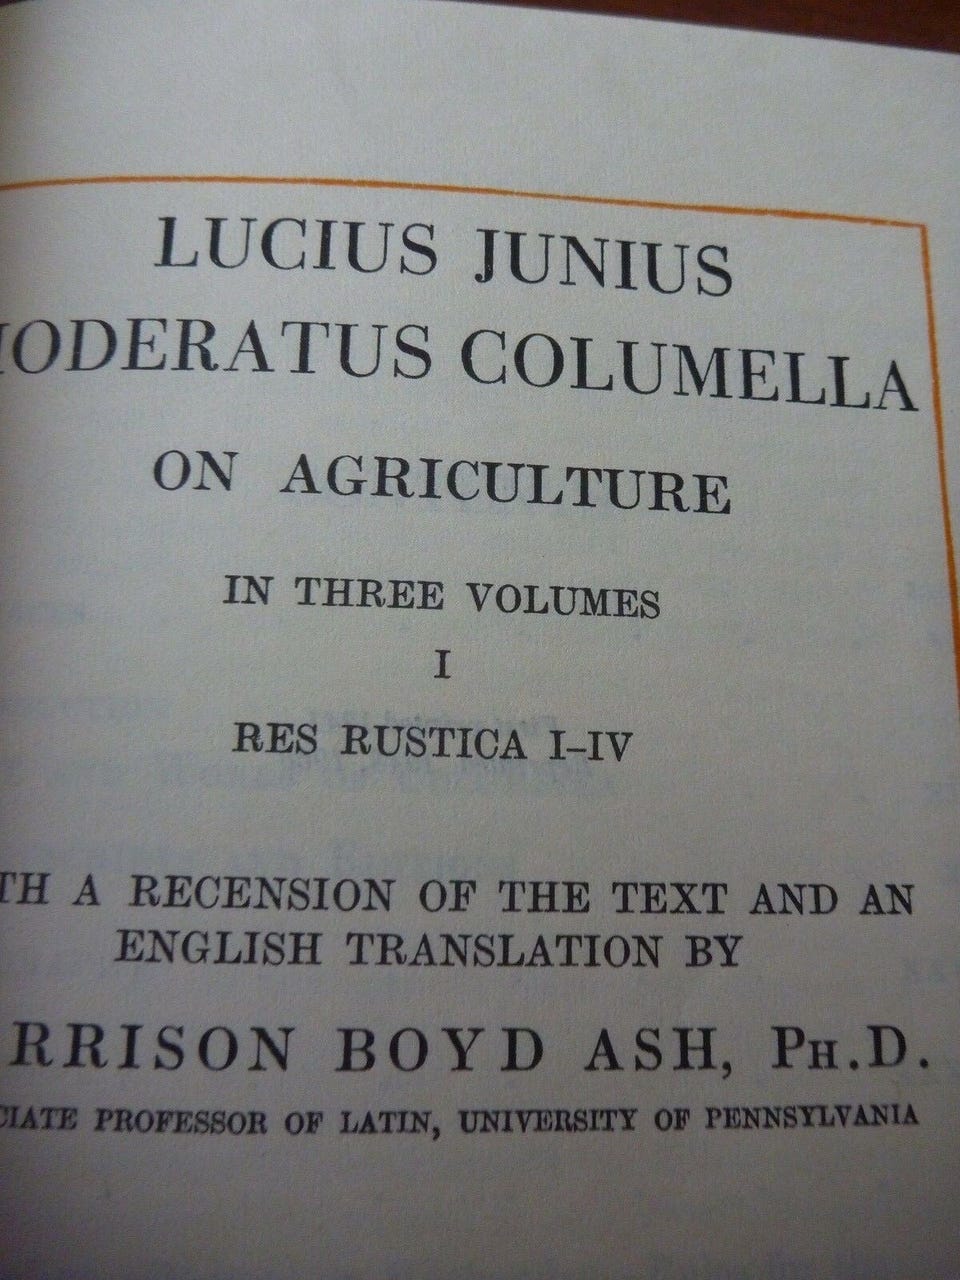 LUCIUS JUNIUS
MODERATUS COLUMELLA
ON AGRICULTURE
IN THREE VOLUMES
I
RES RUSTICA I–IV
TH A RECENSION OF THE TEXT AND AN
ENGLISH TRANSLATION BY
RRISON BOYD ASH, Ph.D.
CIATE PROFESSOR OF LATIN, UNIVERSITY OF PENNSYLVANIA